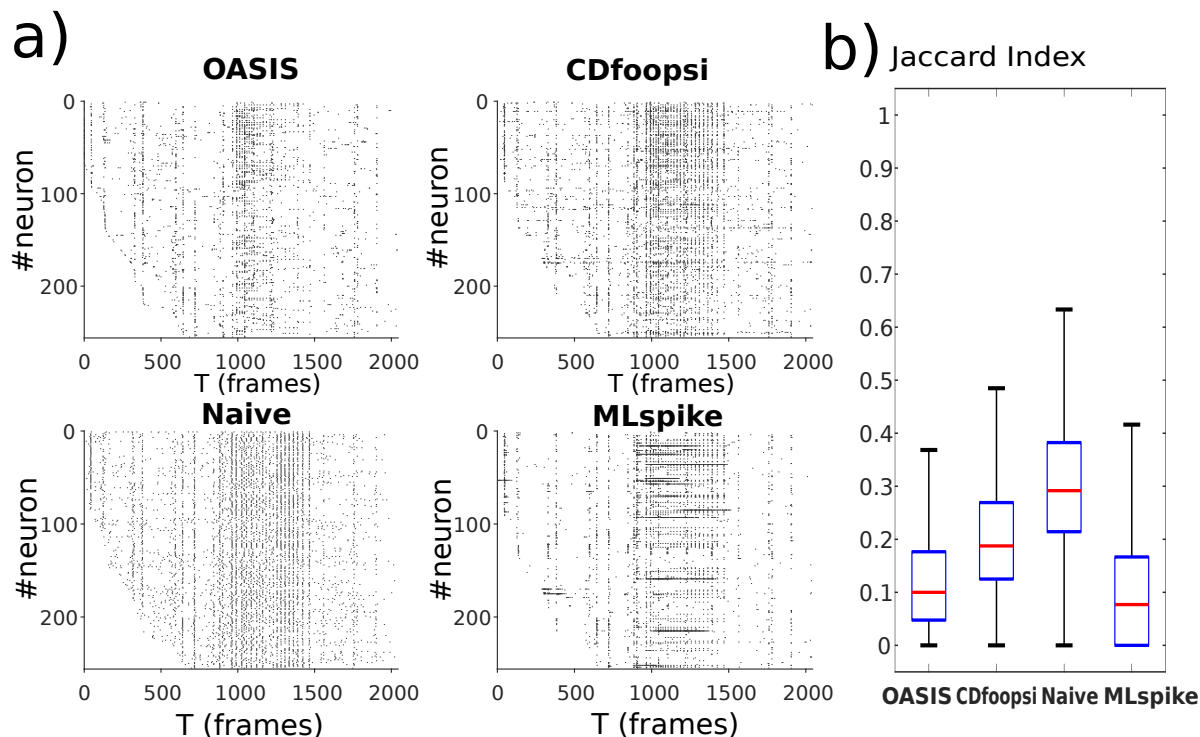 a)
OASIS
0
100
200
#neuron
0 500 1000 1500 2000
T (frames)
CDfoopsi
0
100
200
#neuron
0 500 1000 1500 2000
T (frames)
Naive
0
100
200
#neuron
0 500 1000 1500 2000
T (frames)
MLspike
0
100
200
#neuron
0 500 1000 1500 2000
T (frames)
b)
Jaccard Index
1
0.9
0.8
0.7
0.6
0.5
0.4
0.3
0.2
0.1
0
OASIS CDfoopsi Naive MLspike